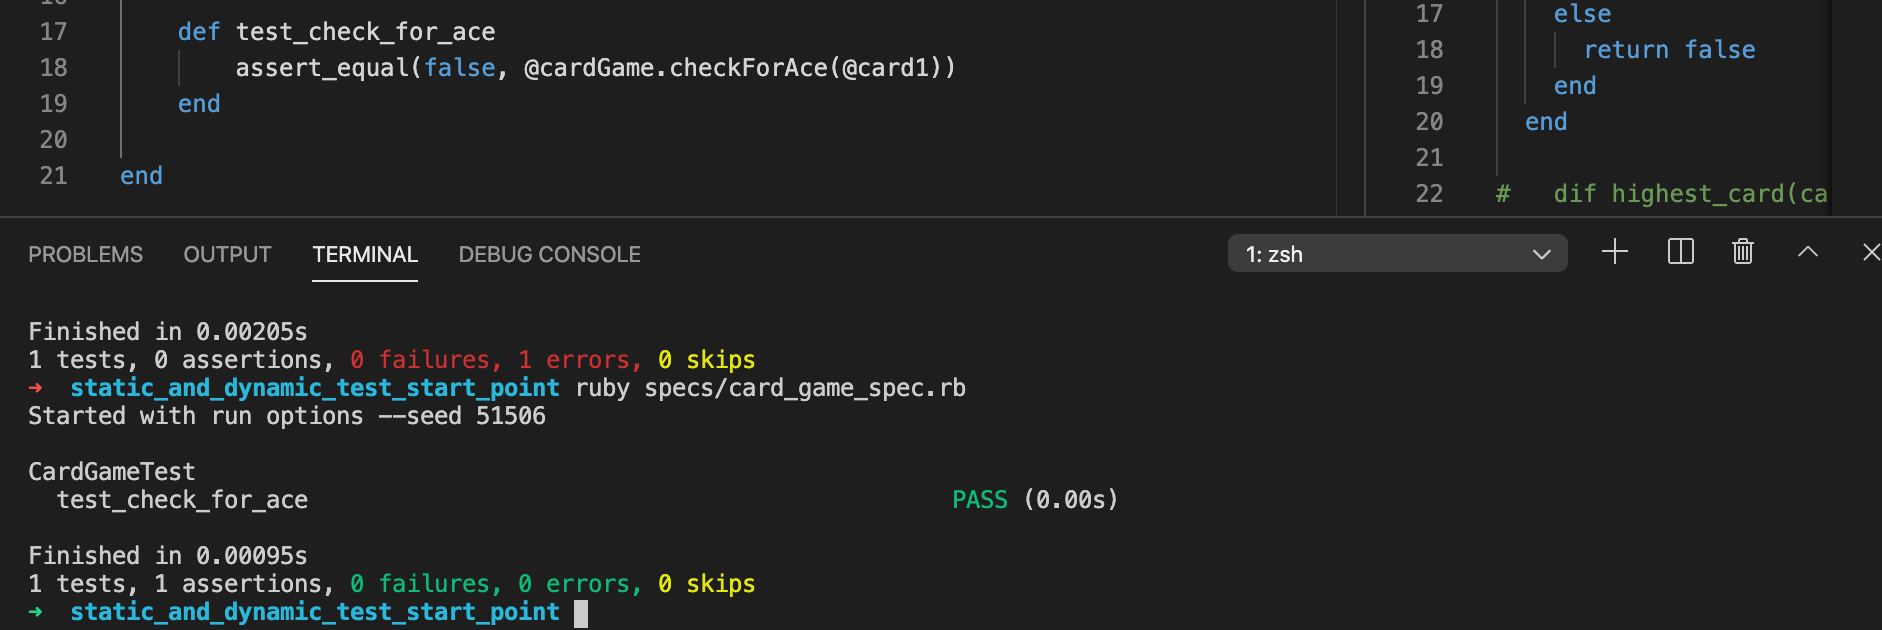 16
17 def test_check_for_ace
18 assert_equal(false, @cardGame.checkForAce(@card1))
19 end
20
21 end
17 else
18 return false
19 end
20 end
21
22 # dif highest_card(ca
PROBLEMS OUTPUT TERMINAL DEBUG CONSOLE 1: zsh
Finished in 0.00205s
1 tests, 0 assertions, 0 failures, 1 errors, 0 skips
➜ static_and_dynamic_test_start_point ruby specs/card_game_spec.rb
Started with run options --seed 51506
CardGameTest
test_check_for_ace PASS (0.00s)
Finished in 0.00095s
1 tests, 1 assertions, 0 failures, 0 errors, 0 skips
➜ static_and_dynamic_test_start_point